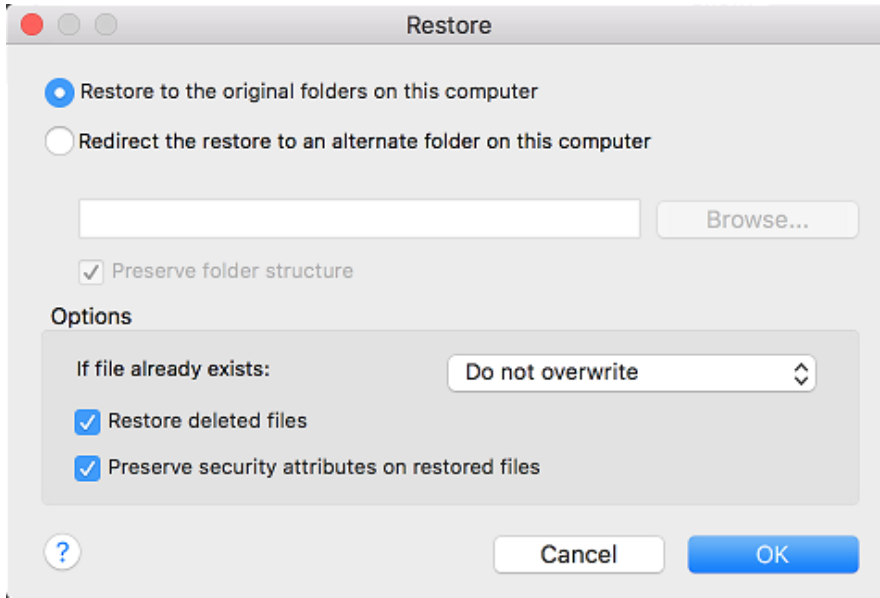 Restore
Restore to the original folders on this computer
Redirect the restore to an alternate folder on this computer
Browse...
Preserve folder structure
Options
If file already exists: Do not overwrite
Restore deleted files
Preserve security attributes on restored files
? Cancel OK